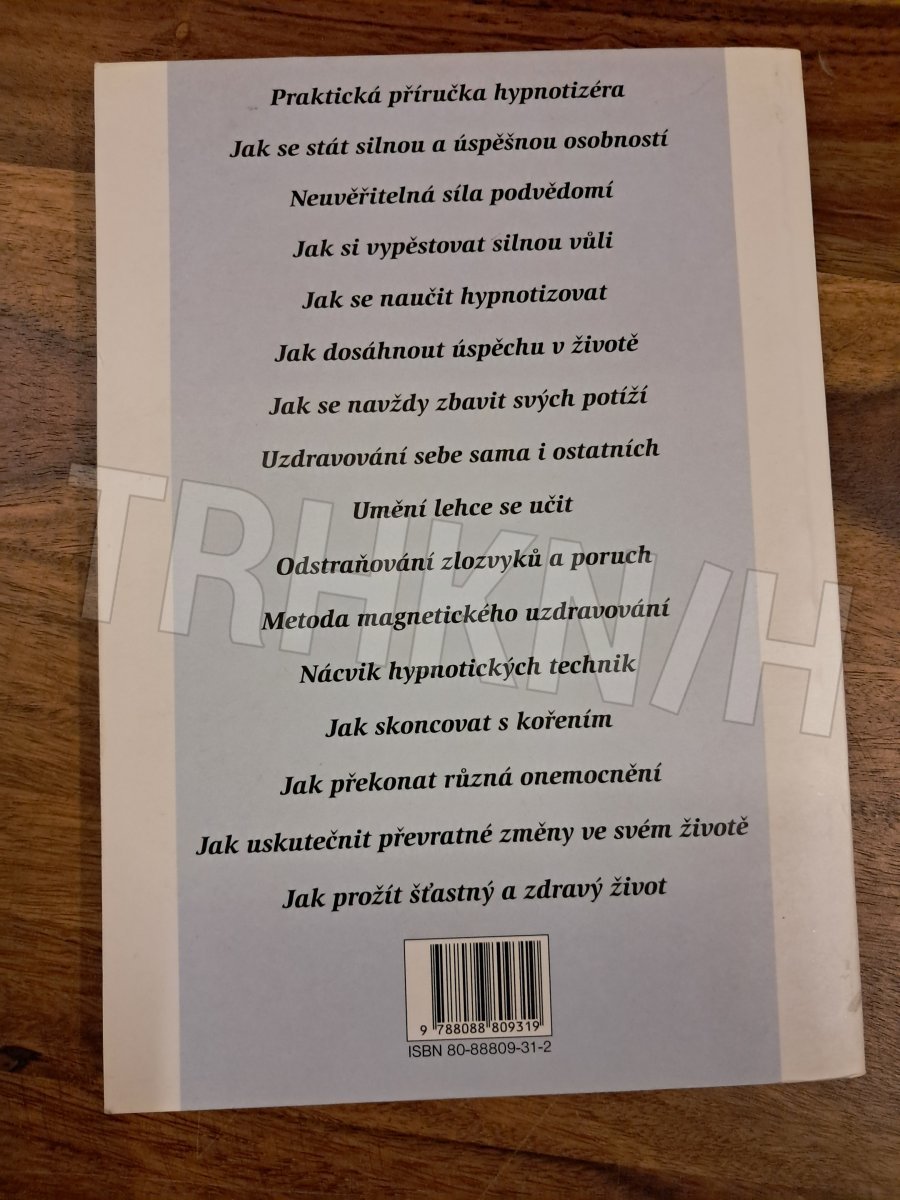 Praktická příručka hypnotizéra
Jak se stát silnou a úspěšnou osobností
Neuvěřitelná síla podvědomí
Jak si vypěstovat silnou vůli
Jak se naučit hypnotizovat
Jak dosáhnout úspěchu v životě
Jak se navždy zbavit svých potíží
Uzdravování sebe sama i ostatních
Umění lehce se učit
Odstraňování zlozvyků a poruch
Metoda magnetického uzdravování
Nácvik hypnotických technik
Jak skoncovat s kořením
Jak překonat různá onemocnění
Jak uskutečnit převratné změny ve svém životě
Jak prožít šťastný a zdravý život
9 788088 809319
ISBN 80-88809-31-2
TRHKNIH